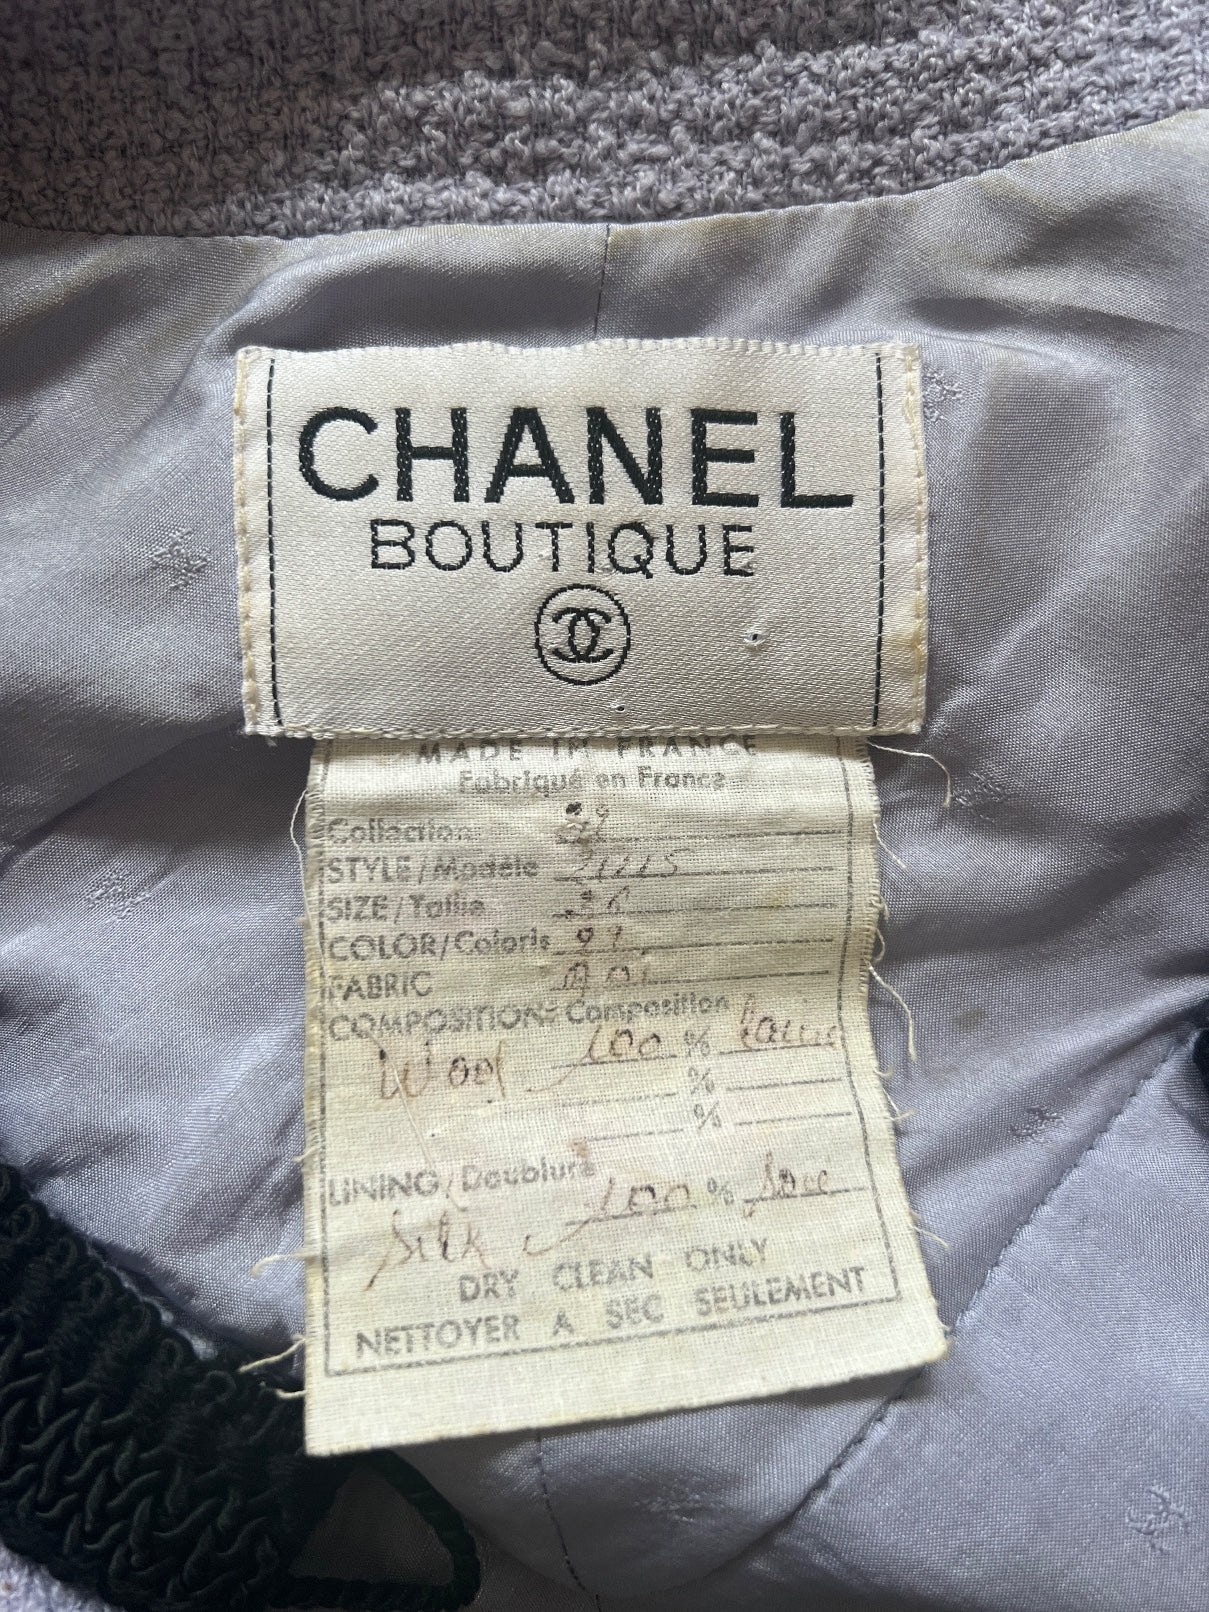 CHANEL
BOUTIQUE
MADE IN FRANCE
Fabriqué en France
Collection
STYLE/Modèle
SIZE/Taille 36
COLOR/Coloris
FABRIC
COMPOSITION: Composition
Wool 100 % Laine
%
%
LINING/Doublure
Silk 100 % Soie
DRY CLEAN ONLY
NETTOYER A SEC SEULEMENT